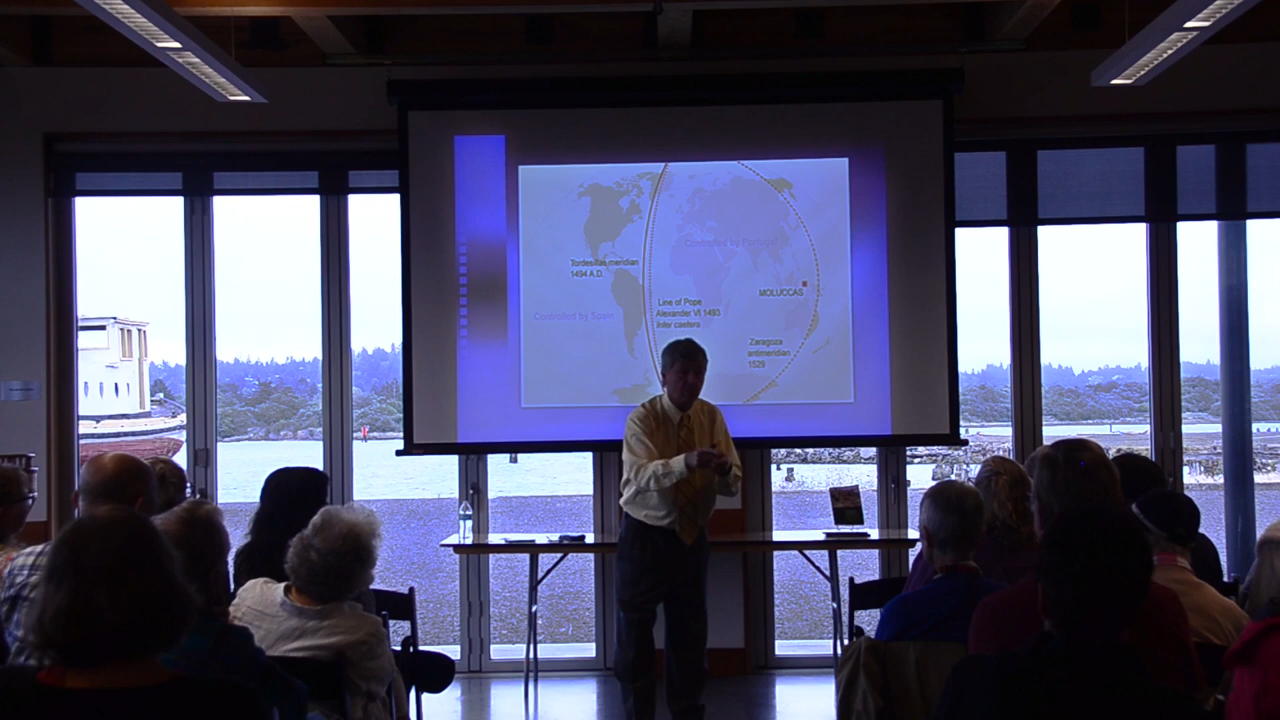 Controlled by Portugal
Tordesillas meridian
1494 A.D.
MOLUCCAS
Line of Pope
Alexander VI 1493
Inter caetera
Controlled by Spain
Zaragoza
antimeridian
1529